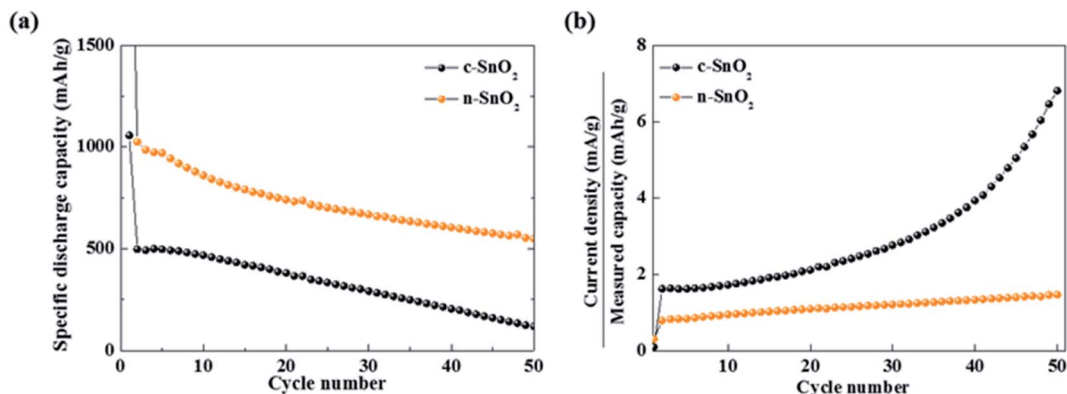 (a)
Specific discharge capacity (mAh/g)
1500
1000
500
0
c-SnO₂
n-SnO₂
0 10 20 30 40 50
Cycle number
(b)
Current density (mA/g)
Measured capacity (mAh/g)
8
6
4
2
0
c-SnO₂
n-SnO₂
10 20 30 40 50
Cycle number